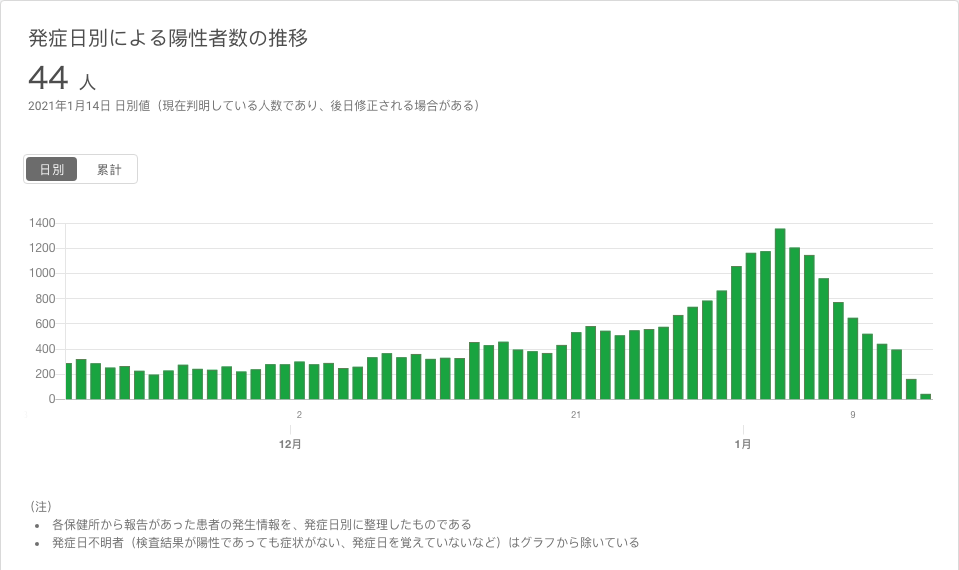 発症日別による陽性者数の推移
44 人
2021年1月14日 日別値（現在判明している人数であり、後日修正される場合がある）
日別 累計
1400
1200
1000
800
600
400
200
0
2 21 9
12月 1月
（注）
• 各保健所から報告があった患者の発生情報を、発症日別に整理したものである
• 発症日不明者（検査結果が陽性であっても症状がない、発症日を覚えていないなど）はグラフから除いている